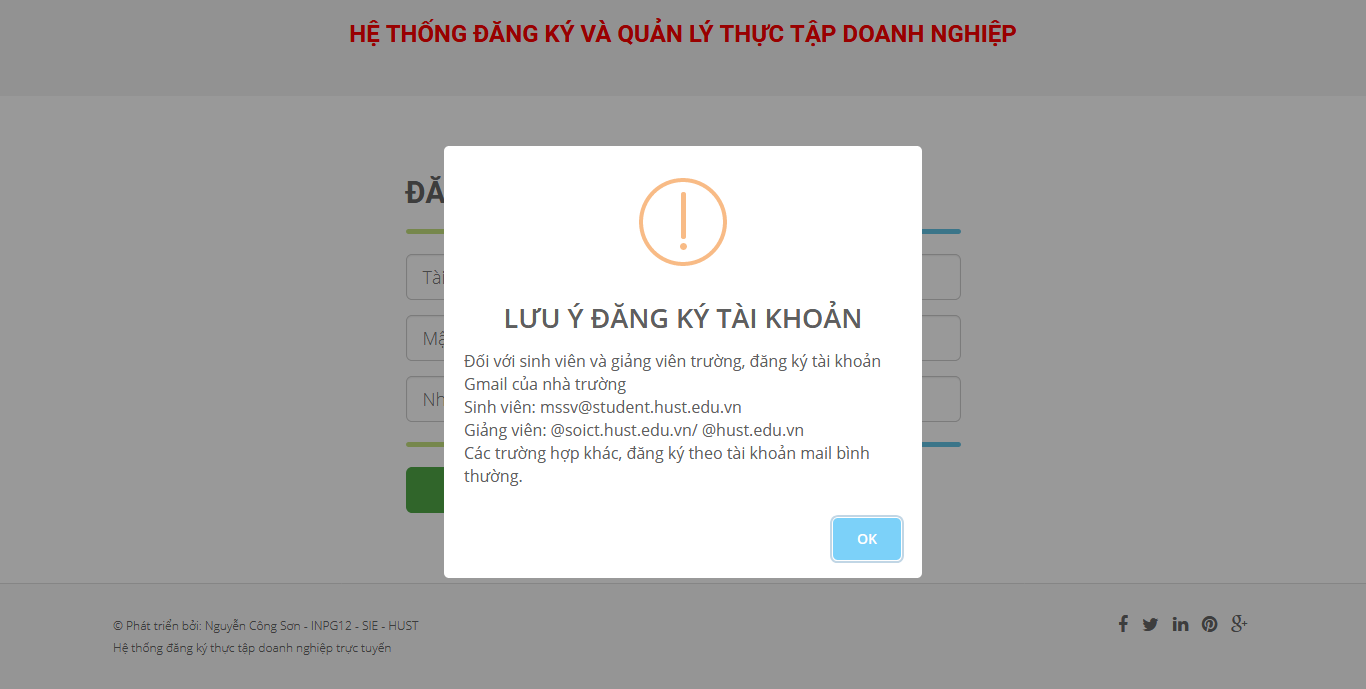 HỆ THỐNG ĐĂNG KÝ VÀ QUẢN LÝ THỰC TẬP DOANH NGHIỆP
LƯU Ý ĐĂNG KÝ TÀI KHOẢN
Đối với sinh viên và giảng viên trường, đăng ký tài khoản
Gmail của nhà trường
Sinh viên: mssv@student.hust.edu.vn
Giảng viên: @soict.hust.edu.vn/ @hust.edu.vn
Các trường hợp khác, đăng ký theo tài khoản mail bình
thường.
OK
© Phát triển bởi: Nguyễn Công Sơn - INPG12 - SIE - HUST
Hệ thống đăng ký thực tập doanh nghiệp trực tuyến